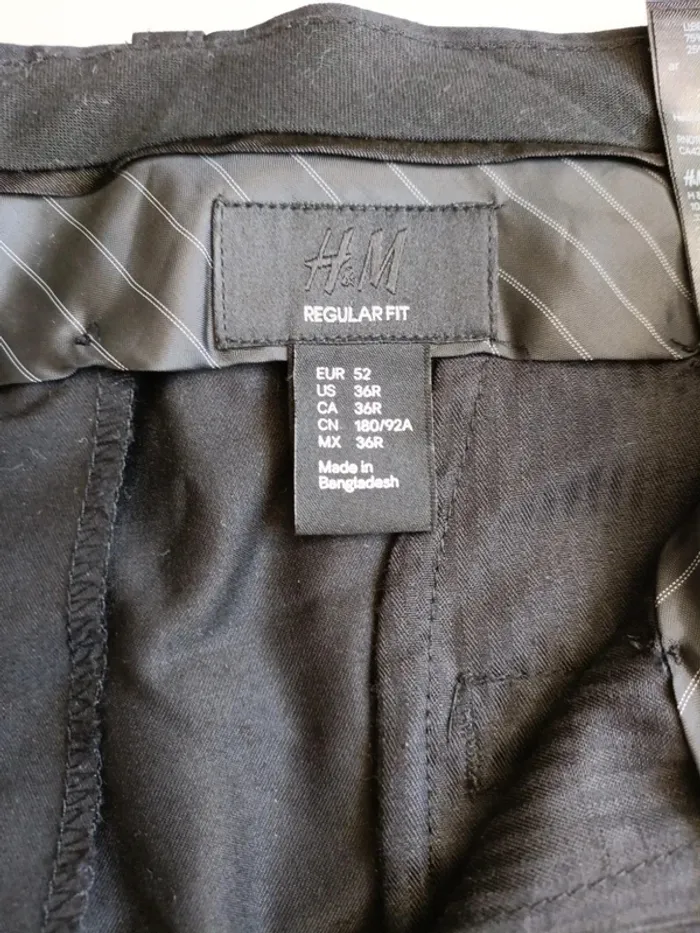 H&M
REGULAR FIT
EUR 52
US 36R
CA 36R
CN 180/92A
MX 36R
Made in
Bangladesh